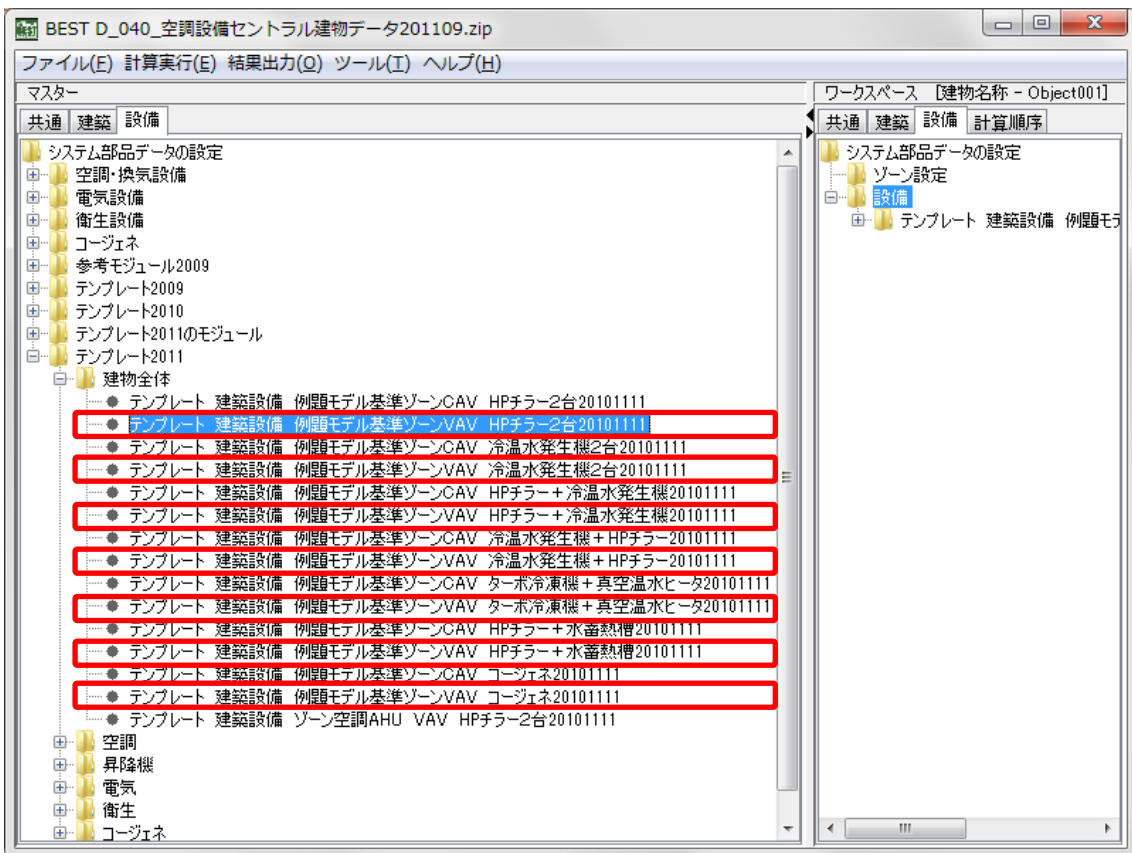 BEST D_040_空調設備セントラル建物データ201109.zip
ファイル(F) 計算実行(E) 結果出力(O) ツール(T) ヘルプ(H)
マスター
共通 建築 設備
システム部品データの設定
空調・換気設備
電気設備
衛生設備
コージェネ
参考モジュール2009
テンプレート2009
テンプレート2010
テンプレート2011のモジュール
テンプレート2011
建物全体
テンプレート 建築設備 例題モデル基準ゾーンCAV HPチラー2台20101111
テンプレート 建築設備 例題モデル基準ゾーンVAV HPチラー2台20101111
テンプレート 建築設備 例題モデル基準ゾーンCAV 冷温水発生機2台20101111
テンプレート 建築設備 例題モデル基準ゾーンVAV 冷温水発生機2台20101111
テンプレート 建築設備 例題モデル基準ゾーンCAV HPチラー+冷温水発生機20101111
テンプレート 建築設備 例題モデル基準ゾーンVAV HPチラー+冷温水発生機20101111
テンプレート 建築設備 例題モデル基準ゾーンCAV 冷温水発生機+HPチラー20101111
テンプレート 建築設備 例題モデル基準ゾーンVAV 冷温水発生機+HPチラー20101111
テンプレート 建築設備 例題モデル基準ゾーンCAV ターボ冷凍機+真空温水ヒータ20101111
テンプレート 建築設備 例題モデル基準ゾーンVAV ターボ冷凍機+真空温水ヒータ20101111
テンプレート 建築設備 例題モデル基準ゾーンCAV HPチラー+水蓄熱槽20101111
テンプレート 建築設備 例題モデル基準ゾーンVAV HPチラー+水蓄熱槽20101111
テンプレート 建築設備 例題モデル基準ゾーンCAV コージェネ20101111
テンプレート 建築設備 例題モデル基準ゾーンVAV コージェネ20101111
テンプレート 建築設備 ゾーン空調AHU VAV HPチラー2台20101111
空調
昇降機
電気
衛生
コージェネ
ワークスペース [建物名称 - Object001]
共通 建築 設備 計算順序
システム部品データの設定
ゾーン設定
設備
テンプレート 建築設備 例題モデ